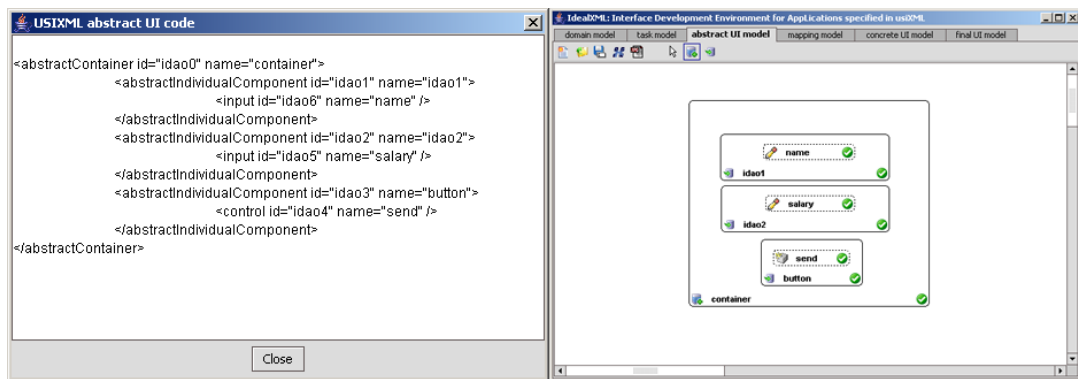 USIXML abstract UI code
<abstractContainer id="idao0" name="container">
<abstractIndividualComponent id="idao1" name="idao1">
<input id="idao6" name="name" />
</abstractIndividualComponent>
<abstractIndividualComponent id="idao2" name="idao2">
<input id="idao5" name="salary" />
</abstractIndividualComponent>
<abstractIndividualComponent id="idao3" name="button">
<control id="idao4" name="send" />
</abstractIndividualComponent>
</abstractContainer>
Close
IdealXML: Interface Development Environment for AppLications specified in usiXML
domain model task model abstract UI model mapping model concrete UI model final UI model
name
idao1
salary
idao2
send
button
container